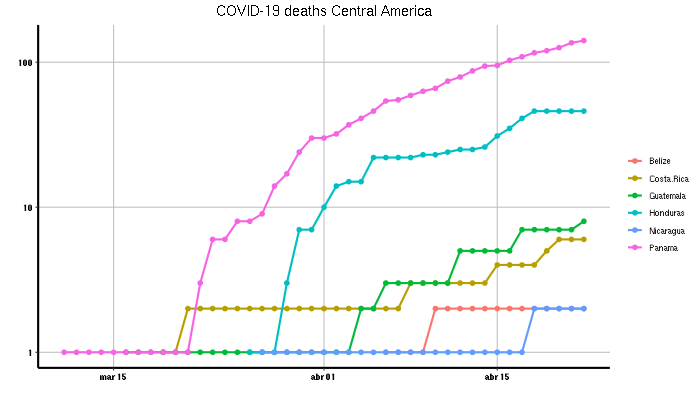 COVID-19 deaths Central America
100
10
1
mar 15
abr 01
abr 15
Belize
Costa.Rica
Guatemala
Honduras
Nicaragua
Panama